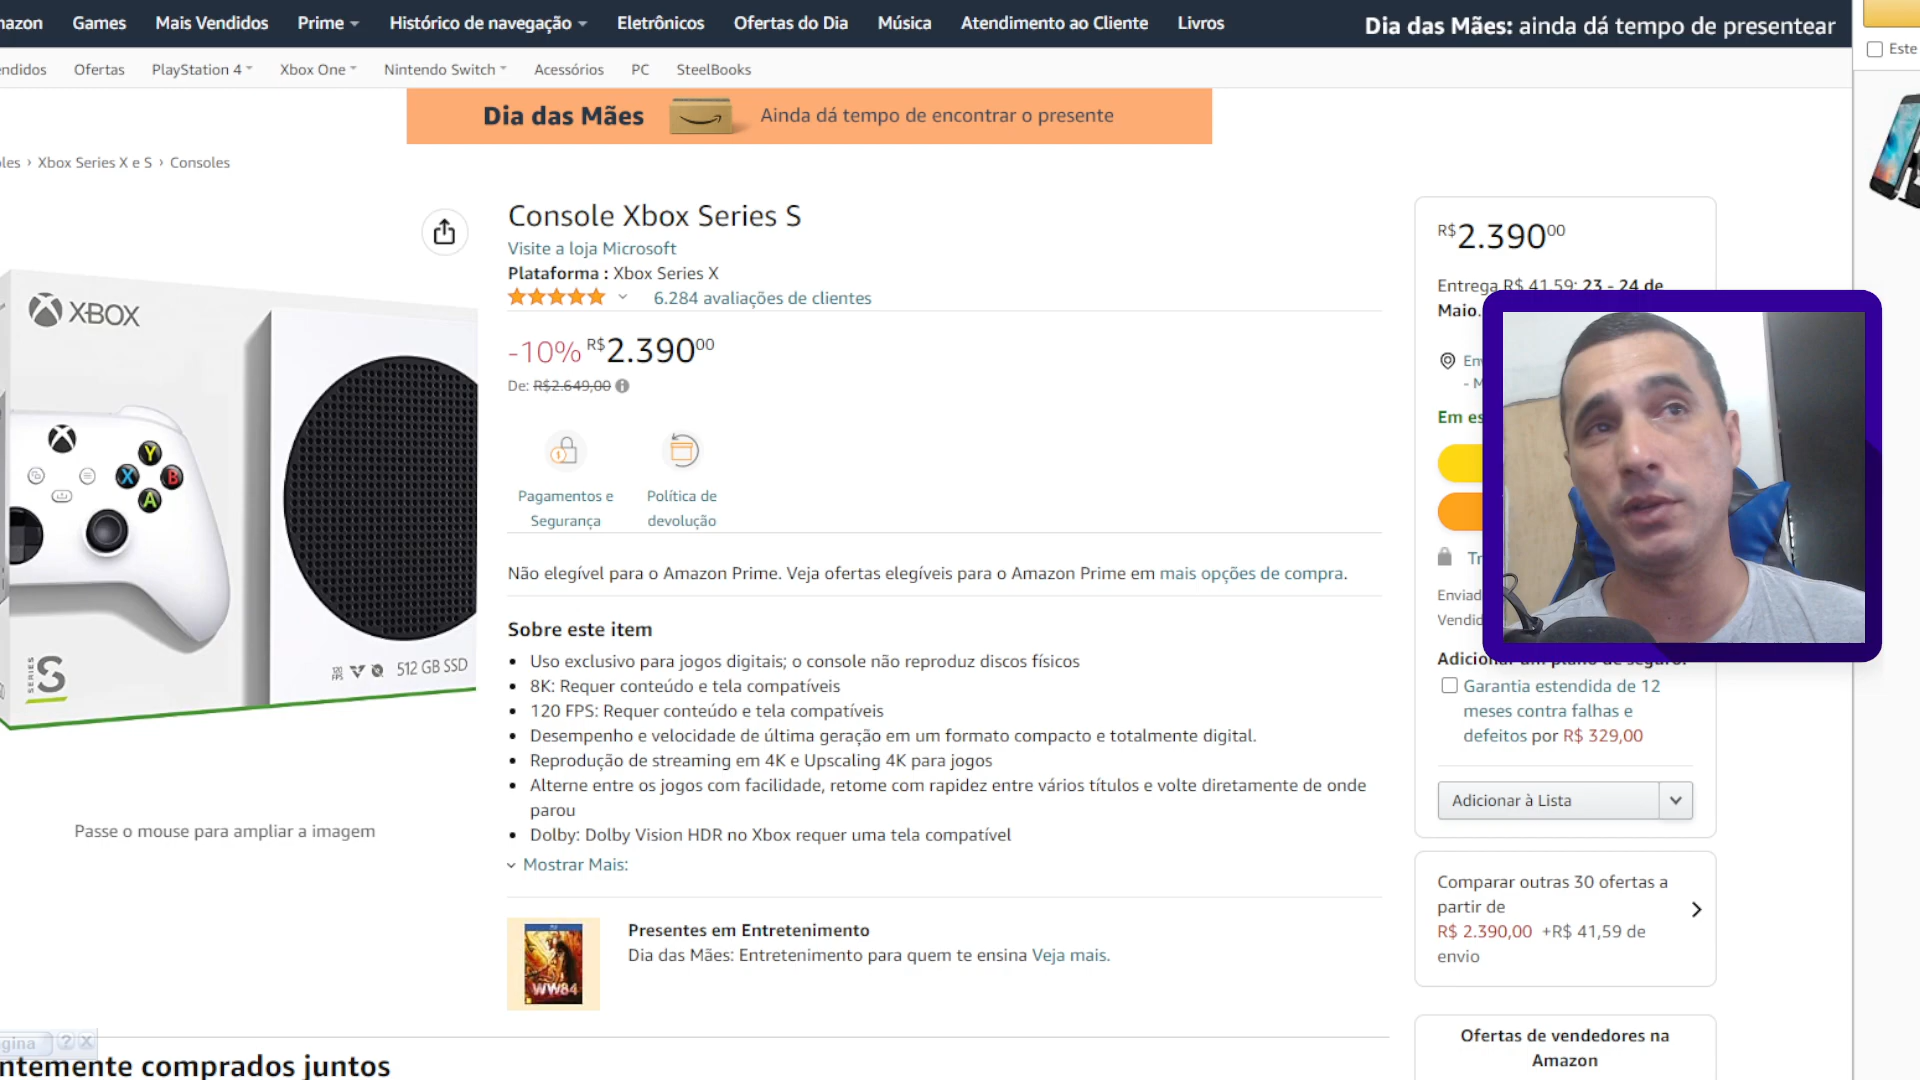 Games Mais Vendidos Prime Histórico de navegação Eletrônicos Ofertas do Dia Música Atendimento ao Cliente Livros Dia das Mães: ainda dá tempo de presentear
Este
Ofertas PlayStation 4 Xbox One Nintendo Switch Acessórios PC SteelBooks
Dia das Mães Ainda dá tempo de encontrar o presente
› Xbox Series X e S › Consoles
Console Xbox Series S
Visite a loja Microsoft
Plataforma : Xbox Series X
6.284 avaliações de clientes
-10% R$2.39000
De: R$2.649,00
Pagamentos e Segurança
Política de devolução
Não elegível para o Amazon Prime. Veja ofertas elegíveis para o Amazon Prime em mais opções de compra.
Sobre este item
• Uso exclusivo para jogos digitais; o console não reproduz discos físicos
• 8K: Requer conteúdo e tela compatíveis
• 120 FPS: Requer conteúdo e tela compatíveis
• Desempenho e velocidade de última geração em um formato compacto e totalmente digital.
• Reprodução de streaming em 4K e Upscaling 4K para jogos
• Alterne entre os jogos com facilidade, retome com rapidez entre vários títulos e volte diretamente de onde
parou
• Dolby: Dolby Vision HDR no Xbox requer uma tela compatível
Mostrar Mais:
WW84
Presentes em Entretenimento
Dia das Mães: Entretenimento para quem te ensina Veja mais.
XBOX
Y
X
B
A
SERIES
S
512 GB SSD
Passe o mouse para ampliar a imagem
R$2.39000
Entrega R$ 41,59: 23 - 24 de
Maio.
Adicionar um plano de seguro:
Garantia estendida de 12
meses contra falhas e
defeitos por R$ 329,00
Adicionar à Lista
Comparar outras 30 ofertas a
partir de
R$ 2.390,00 +R$ 41,59 de
envio
Ofertas de vendedores na
Amazon
comprados juntos